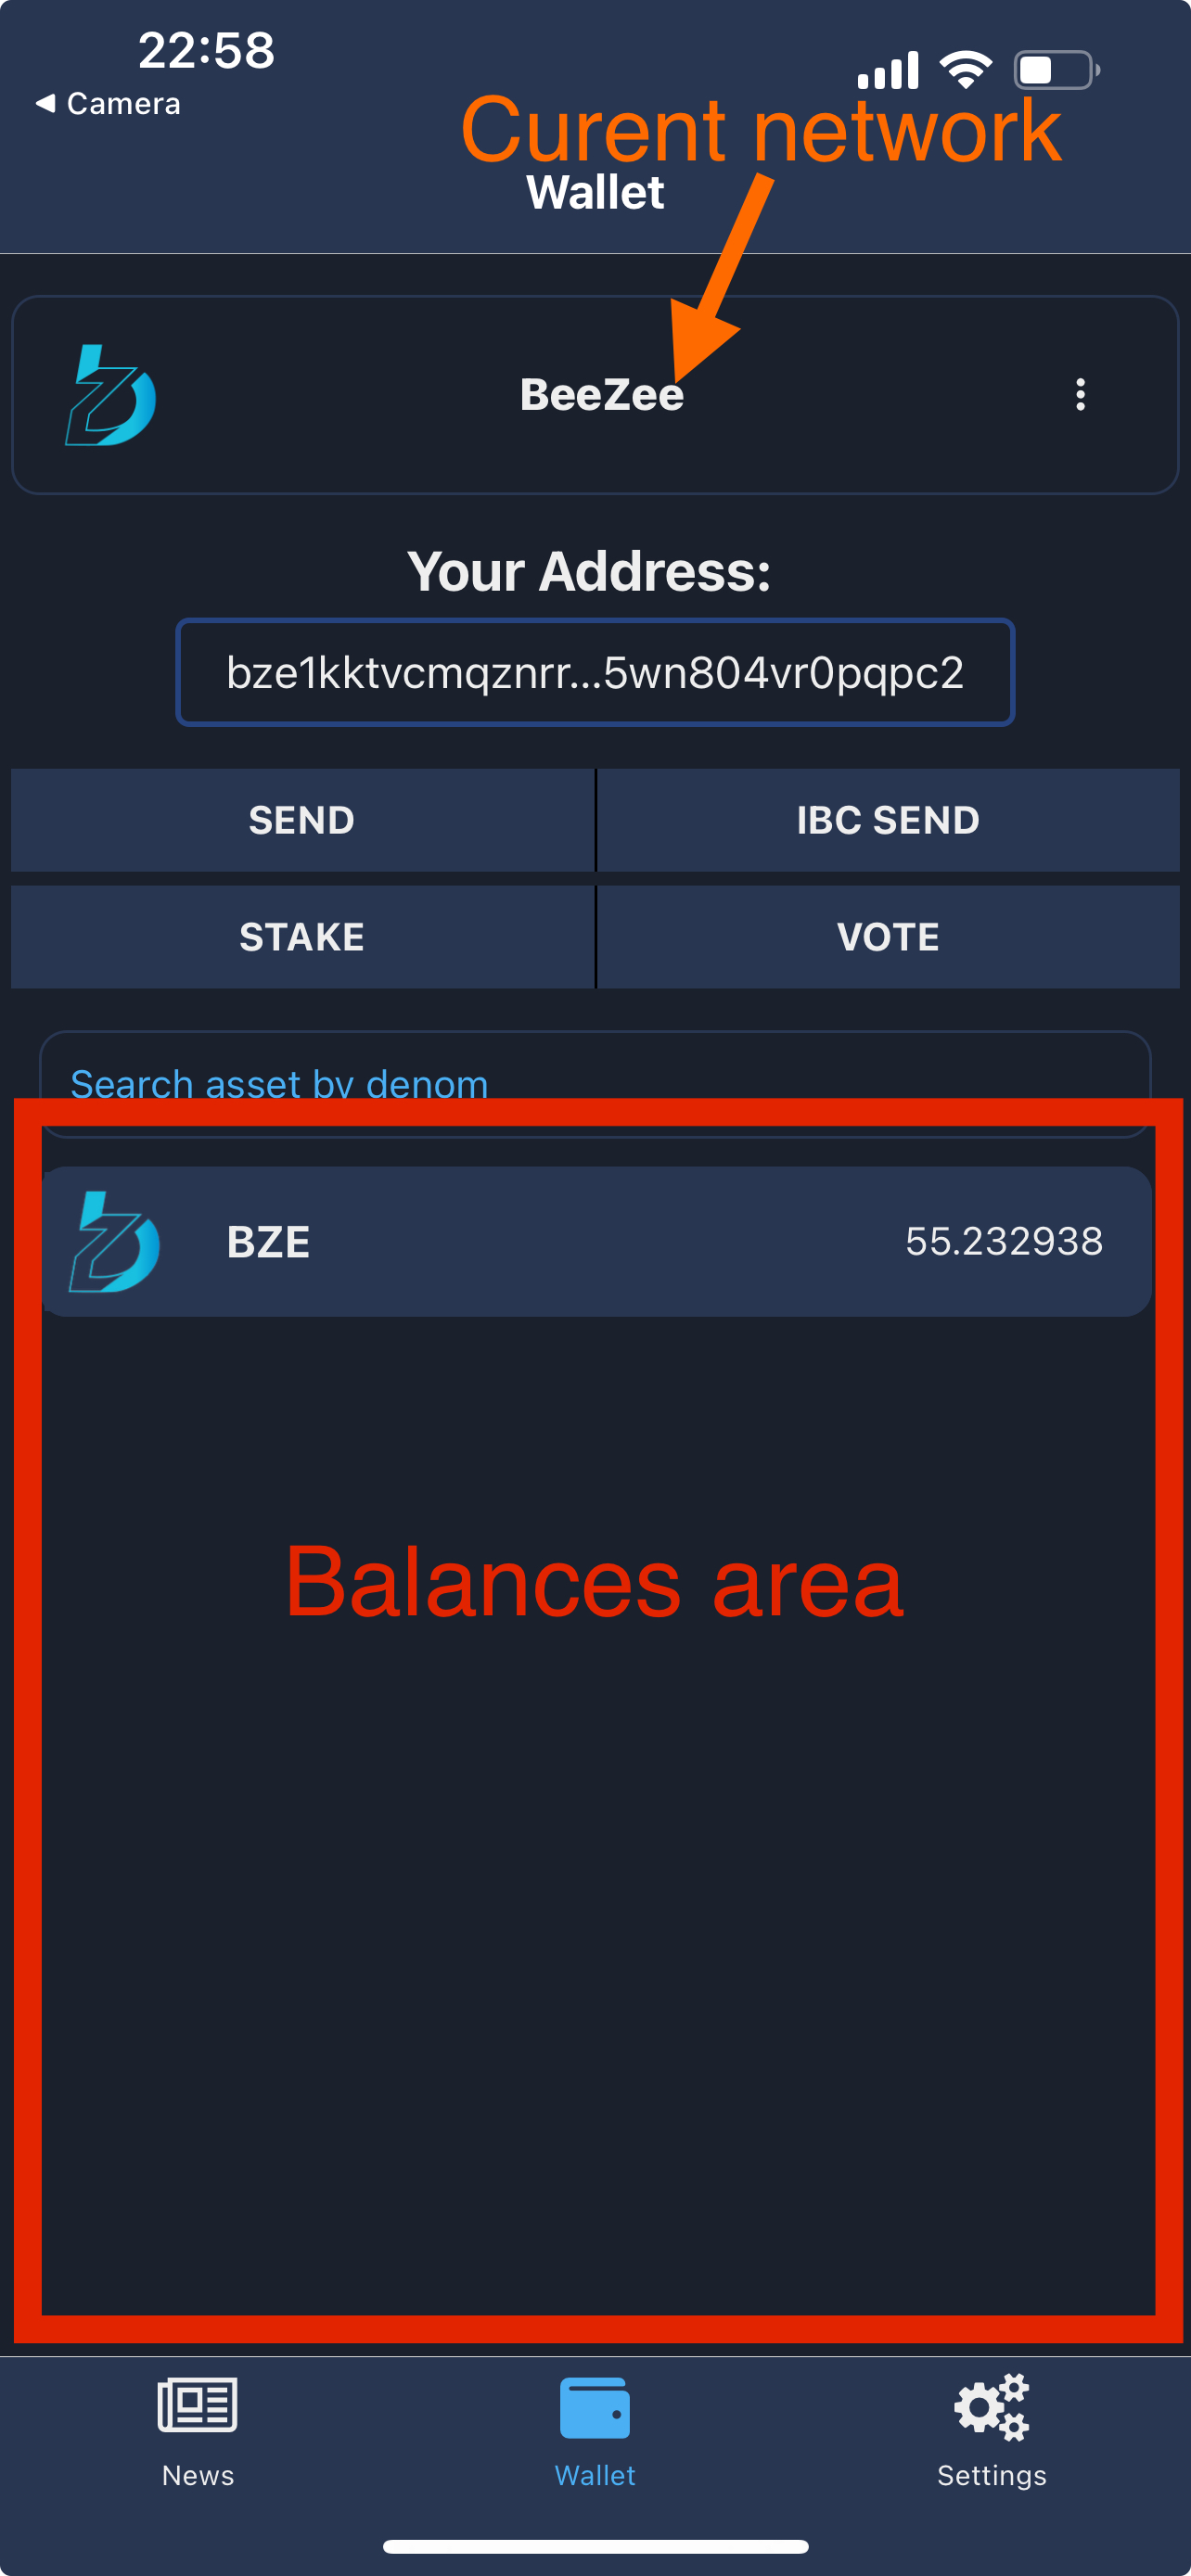 22:58
◀ Camera
Curent network
Wallet
BeeZee
Your Address:
bze1kktvcmqznrr...5wn804vr0pqpc2
SEND
IBC SEND
STAKE
VOTE
Search asset by denom
BZE
55.232938
Balances area
News
Wallet
Settings